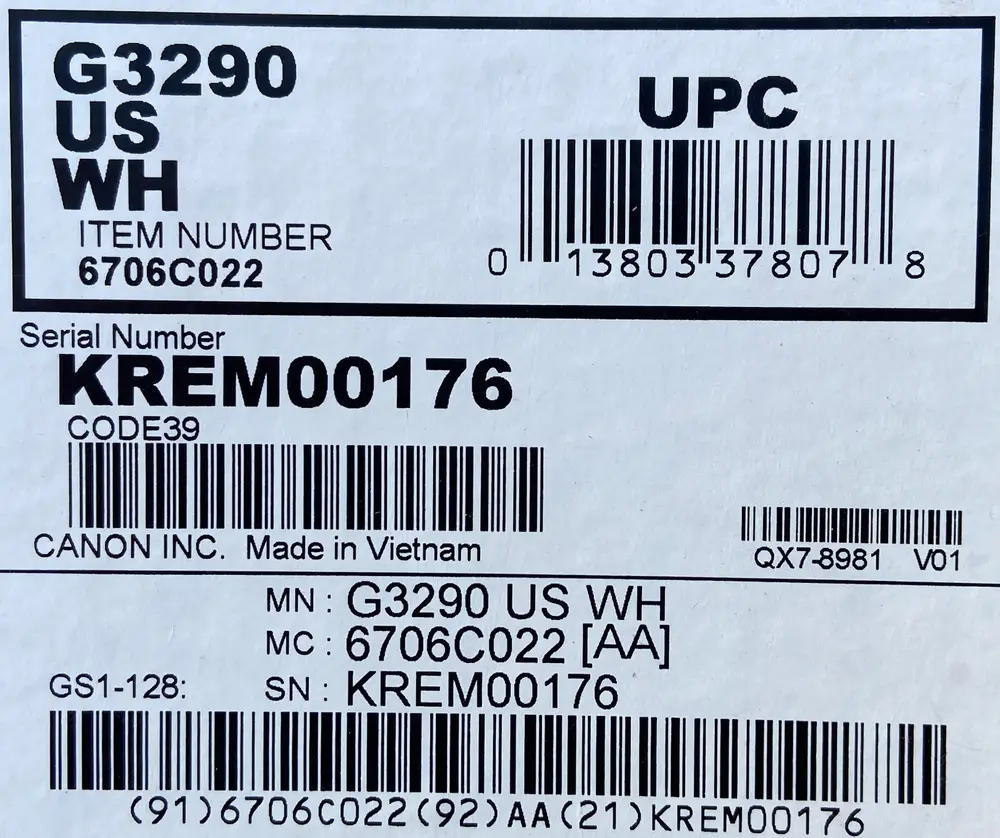 G3290
US
WH
ITEM NUMBER
6706C022
UPC
0 13803 37807 8
Serial Number
KREM00176
CODE39
CANON INC. Made in Vietnam
QX7-8981 V01
MN : G3290 US WH
MC : 6706C022 [AA]
GS1-128: SN : KREM00176
(91)6706C022(92)AA(21)KREM00176